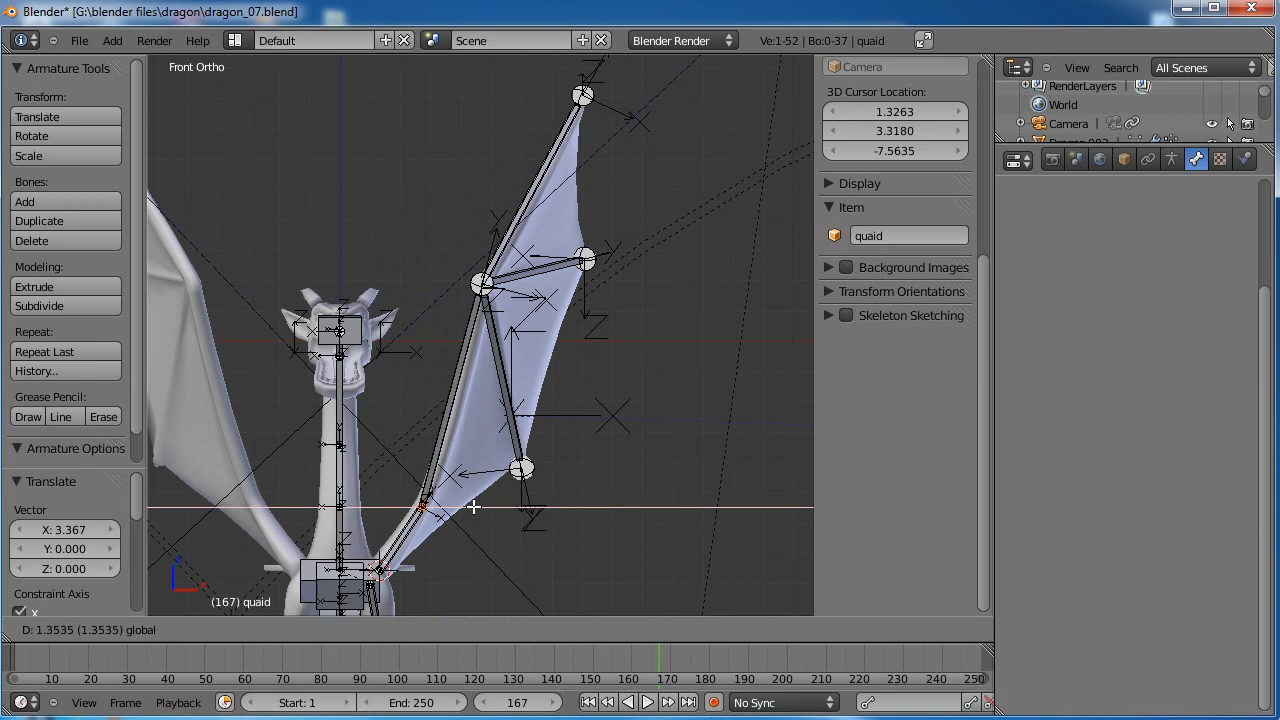 Blender* [G:\blender files\dragon\dragon_07.blend]
File Add Render Help Default Scene Blender Render Ve:1-52 | Bo:0-37 | quaid
Armature Tools
Transform:
Translate
Rotate
Scale
Bones:
Add
Duplicate
Delete
Modeling:
Extrude
Subdivide
Repeat:
Repeat Last
History...
Grease Pencil:
Draw Line Erase
Armature Options
Translate
Vector
X: 3.367
Y: 0.000
Z: 0.000
Constraint Axis
X
Front Ortho
(167) quaid
Camera
3D Cursor Location:
1.3263
3.3180
-7.5635
Display
Item
quaid
Background Images
Transform Orientations
Skeleton Sketching
View Search All Scenes
RenderLayers
World
Camera
D: 1.3535 (1.3535) global
10 20 30 40 50 60 70 80 90 100 110 120 130 140 150 160 170 180 190 200 210 220 230 240 250
View Frame Playback Start: 1 End: 250 167 No Sync